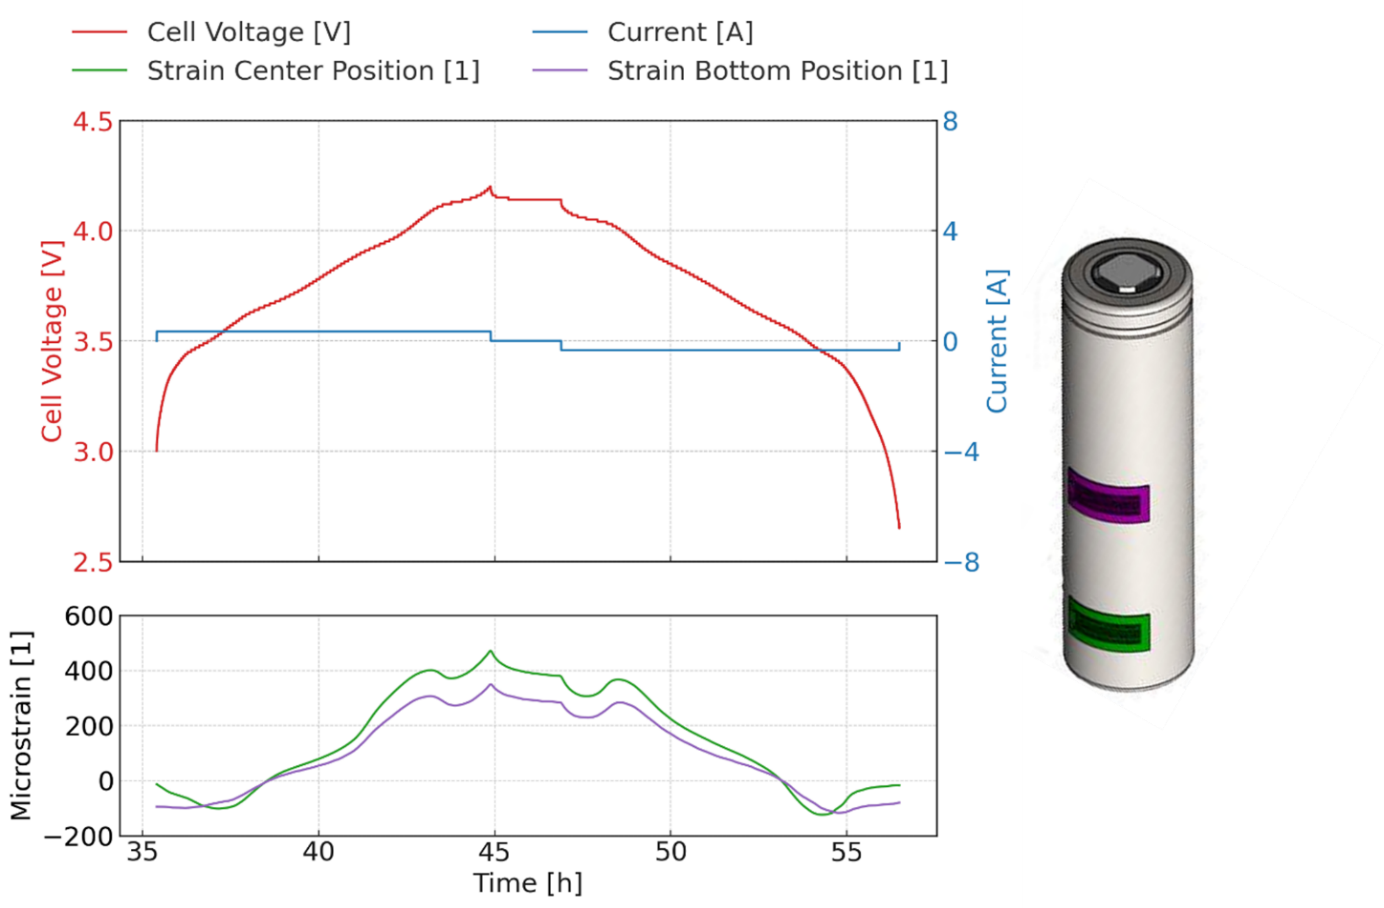 Cell Voltage [V]
Current [A]
Strain Center Position [1]
Strain Bottom Position [1]
4.5
4.0
3.5
3.0
2.5
Cell Voltage [V]
8
4
0
−4
−8
Current [A]
600
400
200
0
−200
Microstrain [1]
35
40
45
50
55
Time [h]